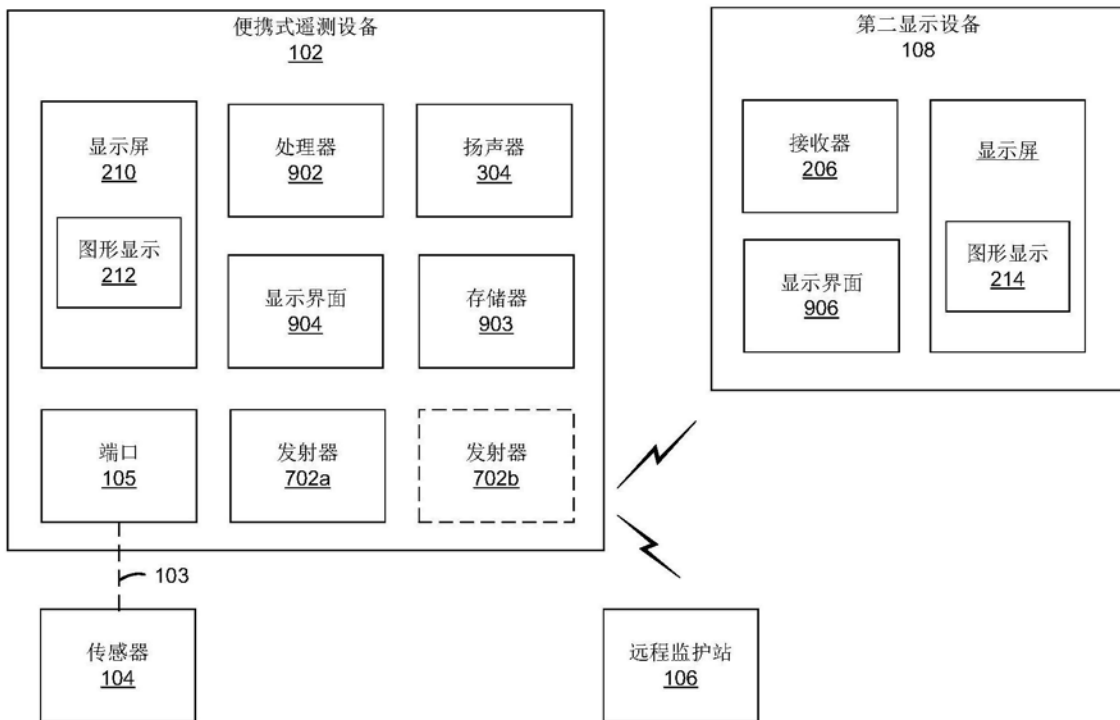 便携式遥测设备
102
显示屏
210
图形显示
212
处理器
902
扬声器
304
显示界面
904
存储器
903
端口
105
发射器
702a
发射器
702b
103
传感器
104
第二显示设备
108
接收器
206
显示屏
图形显示
214
显示界面
906
远程监护站
106